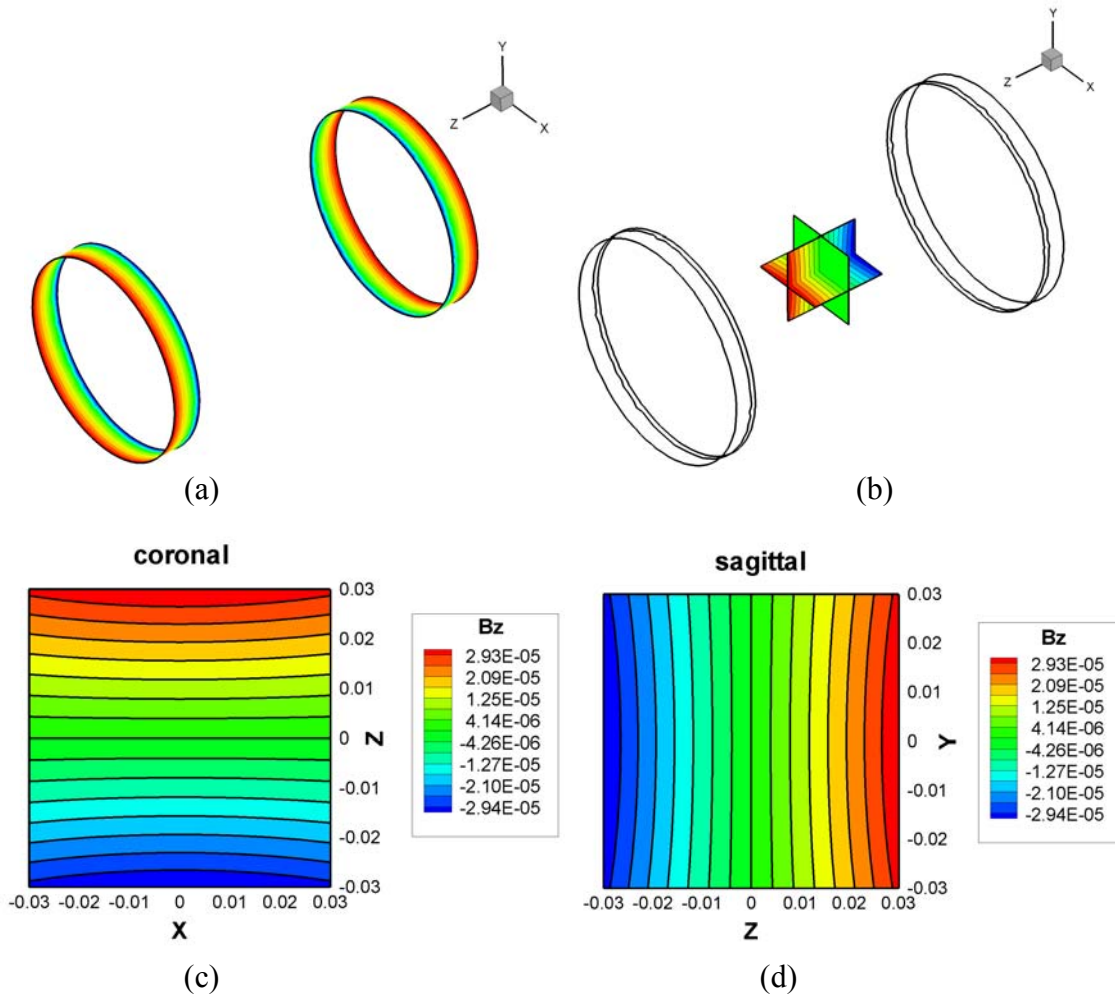 Y
Z
X
Y
Z
X
(a)
(b)
coronal
0.03
0.02
0.01
0
-0.01
-0.02
-0.03
Z
-0.03 -0.02 -0.01 0 0.01 0.02 0.03
X
Bz
2.93E-05
2.09E-05
1.25E-05
4.14E-06
-4.26E-06
-1.27E-05
-2.10E-05
-2.94E-05
(c)
sagittal
0.03
0.02
0.01
0
-0.01
-0.02
-0.03
Y
-0.03 -0.02 -0.01 0 0.01 0.02 0.03
Z
Bz
2.93E-05
2.09E-05
1.25E-05
4.14E-06
-4.26E-06
-1.27E-05
-2.10E-05
-2.94E-05
(d)